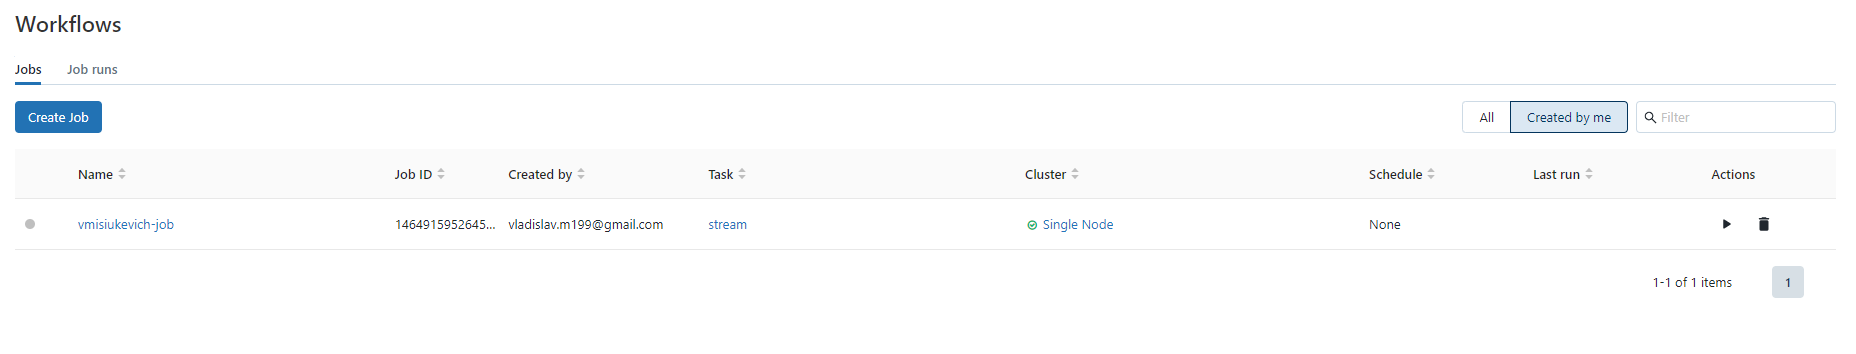 Workflows
Jobs Job runs
Create Job All Created by me Filter
Name Job ID Created by Task Cluster Schedule Last run Actions
vmisiukevich-job 1464915952645... vladislav.m199@gmail.com stream Single Node None
1-1 of 1 items 1